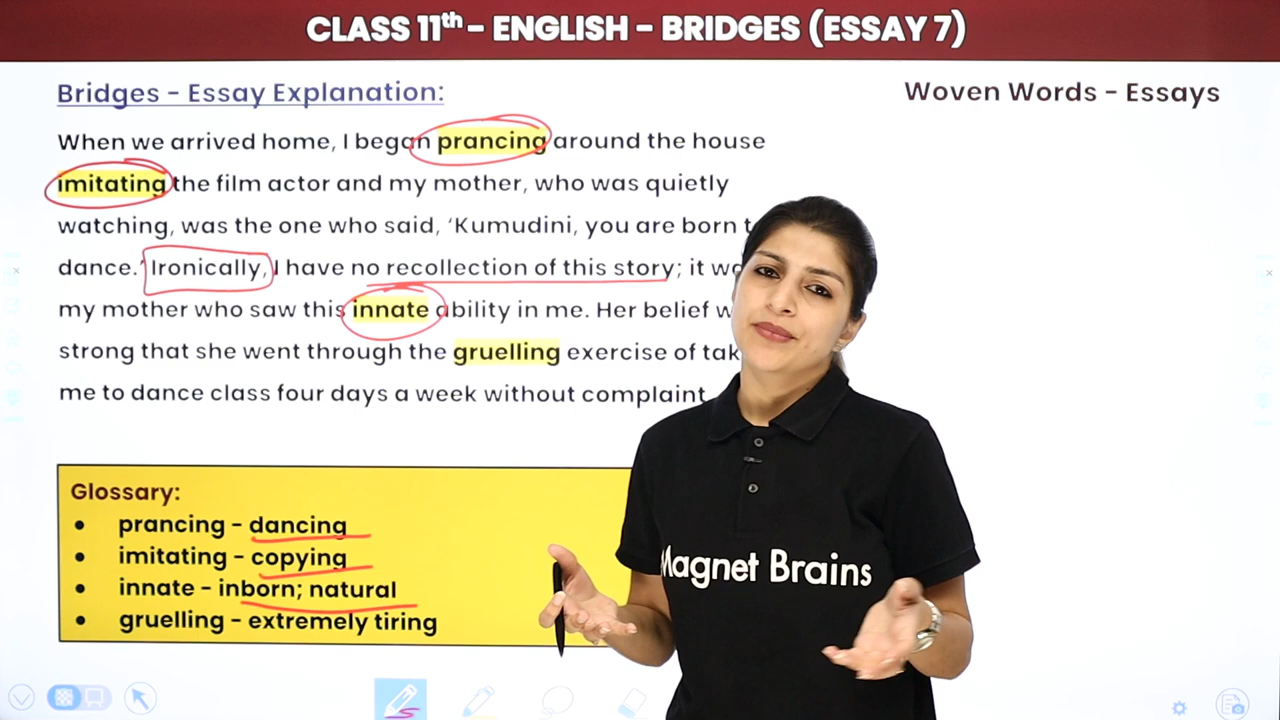 CLASS 11th - ENGLISH - BRIDGES (ESSAY 7)
Bridges - Essay Explanation:
Woven Words - Essays
When we arrived home, I began prancing around the house
imitating the film actor and my mother, who was quietly
watching, was the one who said, ‘Kumudini, you are born
dance.’ Ironically, I have no recollection of this story; it
my mother who saw this innate ability in me. Her belief
strong that she went through the gruelling exercise of
me to dance class four days a week without complaint
Glossary:
• prancing - dancing
• imitating - copying
• innate - inborn; natural
• gruelling - extremely tiring
Magnet Brains